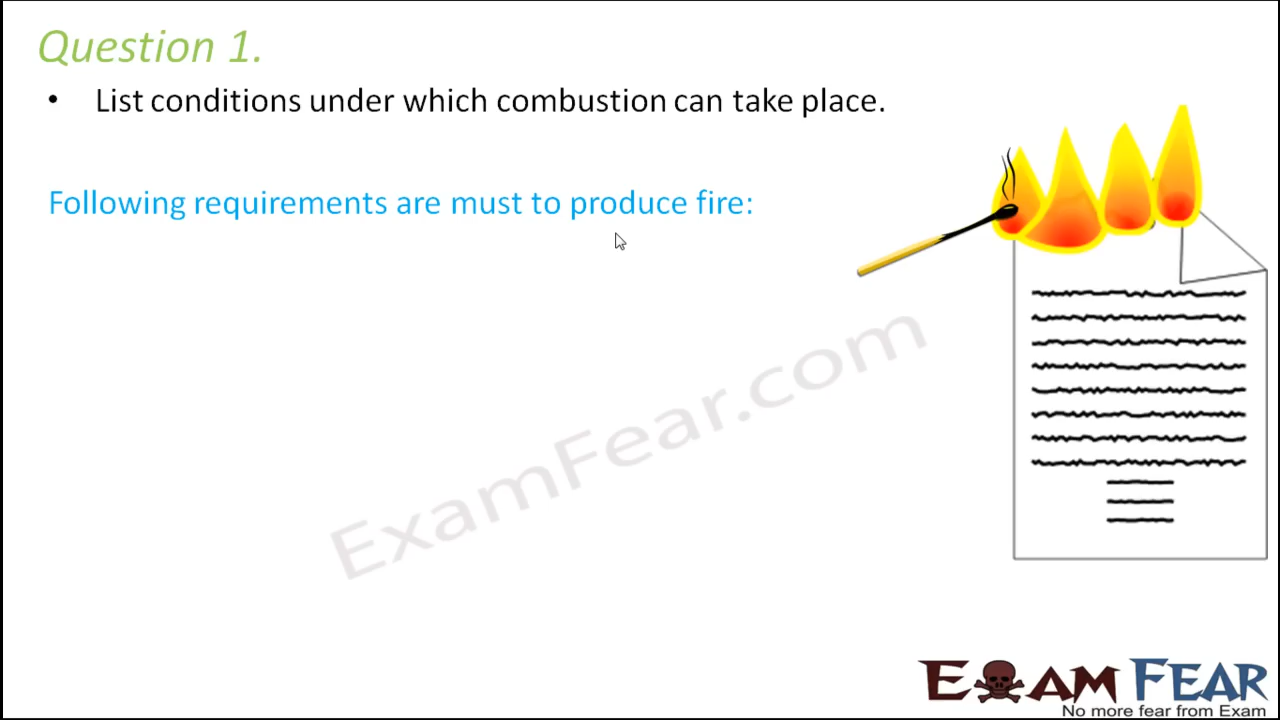 Question 1.
• List conditions under which combustion can take place.
Following requirements are must to produce fire:
ExamFear.com
EXAM FEAR
No more fear from Exam